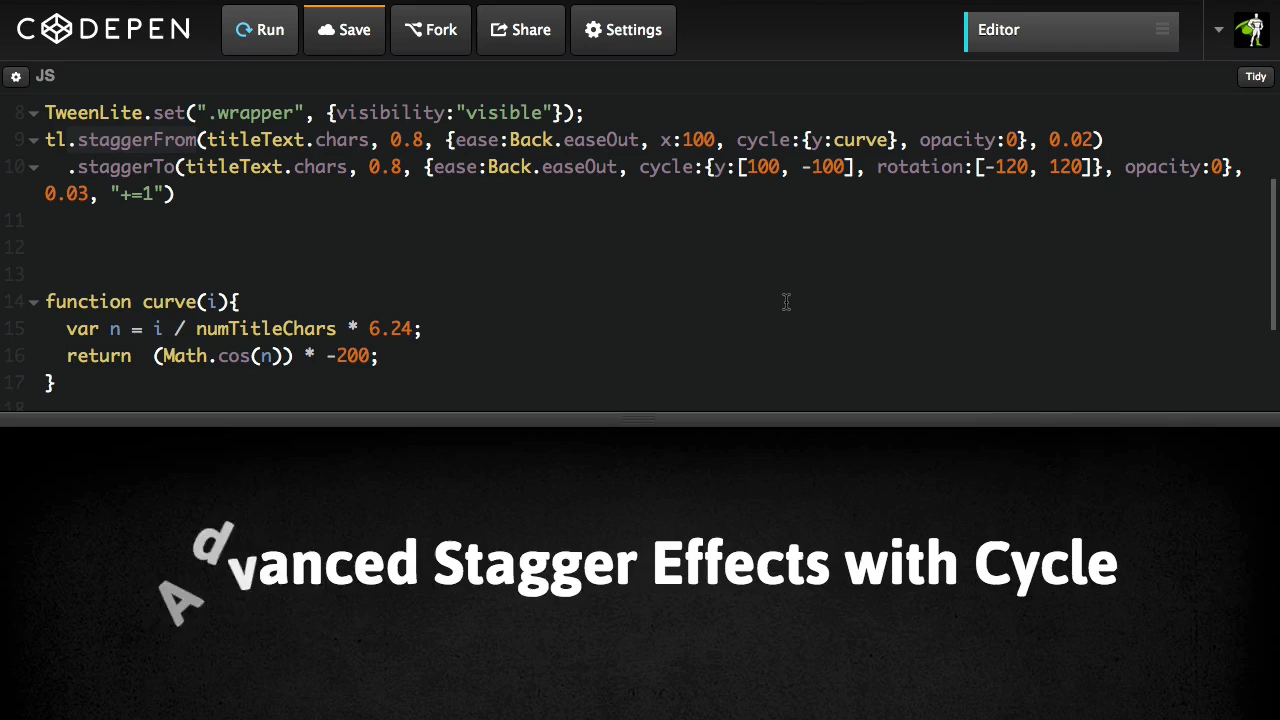 CODEPEN Run Save Fork Share Settings Editor
JS Tidy
8 TweenLite.set(".wrapper", {visibility:"visible"});
9 tl.staggerFrom(titleText.chars, 0.8, {ease:Back.easeOut, x:100, cycle:{y:curve}, opacity:0}, 0.02)
10 .staggerTo(titleText.chars, 0.8, {ease:Back.easeOut, cycle:{y:[100, -100], rotation:[-120, 120]}, opacity:0},
0.03, "+=1")
11
12
13
14 function curve(i){
15 var n = i / numTitleChars * 6.24;
16 return (Math.cos(n)) * -200;
17 }
18
Advanced Stagger Effects with Cycle